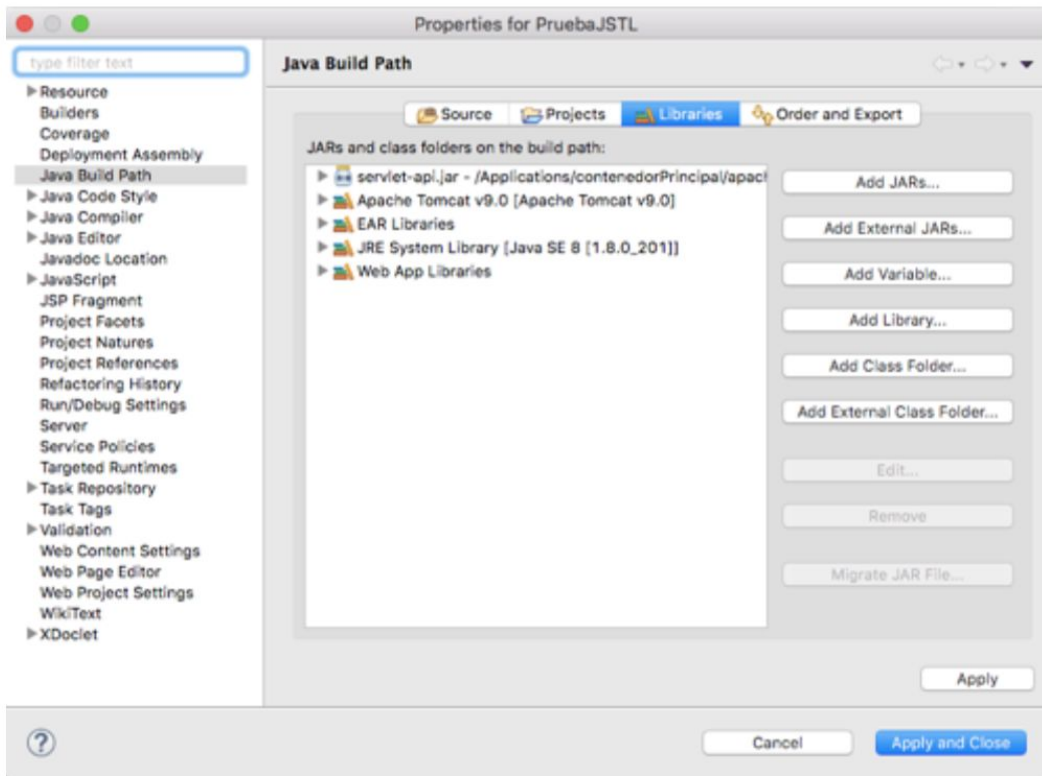 Properties for PruebaJSTL
type filter text
Resource
Builders
Coverage
Deployment Assembly
Java Build Path
Java Code Style
Java Compiler
Java Editor
Javadoc Location
JavaScript
JSP Fragment
Project Facets
Project Natures
Project References
Refactoring History
Run/Debug Settings
Server
Service Policies
Targeted Runtimes
Task Repository
Task Tags
Validation
Web Content Settings
Web Page Editor
Web Project Settings
WikiText
XDoclet
Java Build Path
Source Projects Libraries Order and Export
JARs and class folders on the build path:
servlet-api.jar - /Applications/contenedorPrincipal/apacl
Apache Tomcat v9.0 [Apache Tomcat v9.0]
EAR Libraries
JRE System Library [Java SE 8 [1.8.0_201]]
Web App Libraries
Add JARs...
Add External JARs...
Add Variable...
Add Library...
Add Class Folder...
Add External Class Folder...
Edit...
Remove
Migrate JAR File...
Apply
?
Cancel
Apply and Close